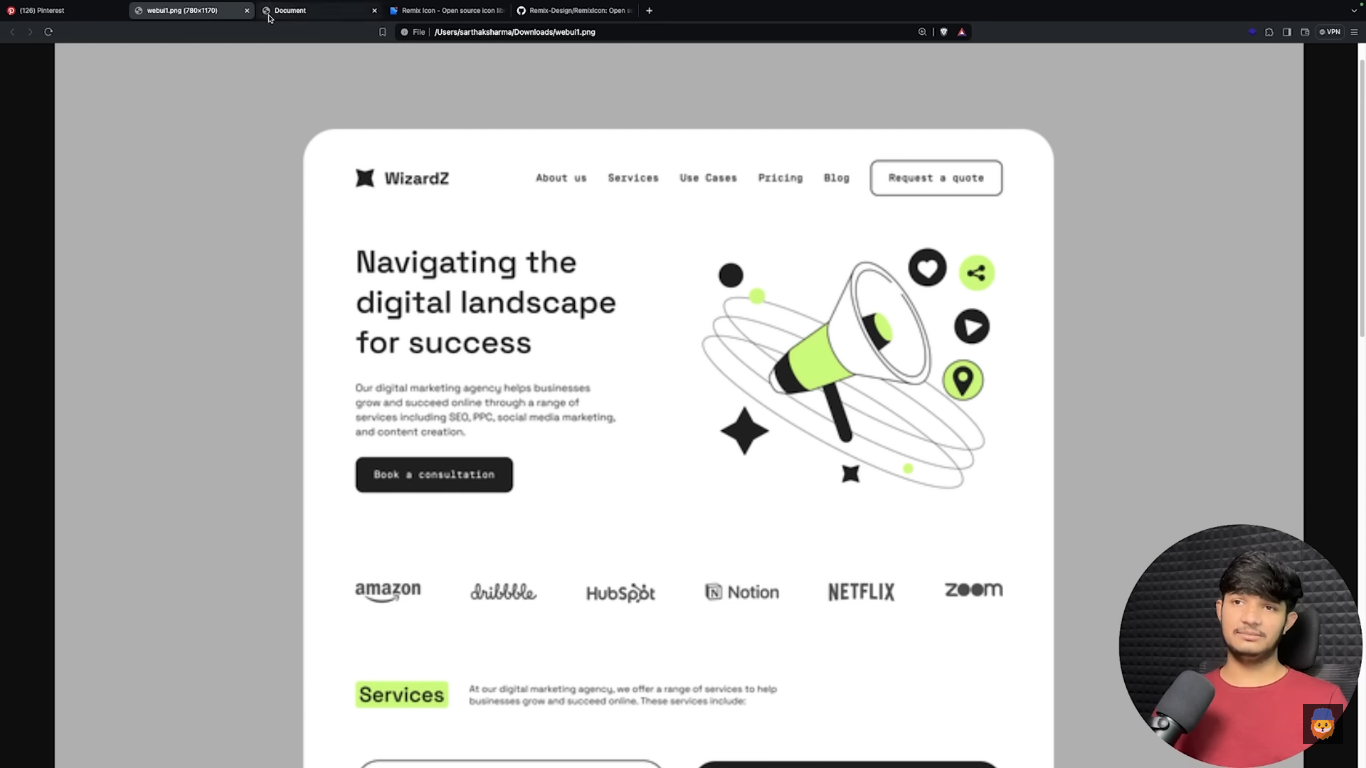 (126) Pinterest
webui1.png (780×1170)
Document
Remix Icon - Open source icon lib
Remix-Design/RemixIcon: Open s
File
/Users/sarthaksharma/Downloads/webui1.png
VPN
WizardZ
About us
Services
Use Cases
Pricing
Blog
Request a quote
Navigating the
digital landscape
for success
Our digital marketing agency helps businesses
grow and succeed online through a range of
services including SEO, PPC, social media marketing,
and content creation.
Book a consultation
amazon
dribbble
HubSpot
Notion
NETFLIX
zoom
Services
At our digital marketing agency, we offer a range of services to help
businesses grow and succeed online. These services include: